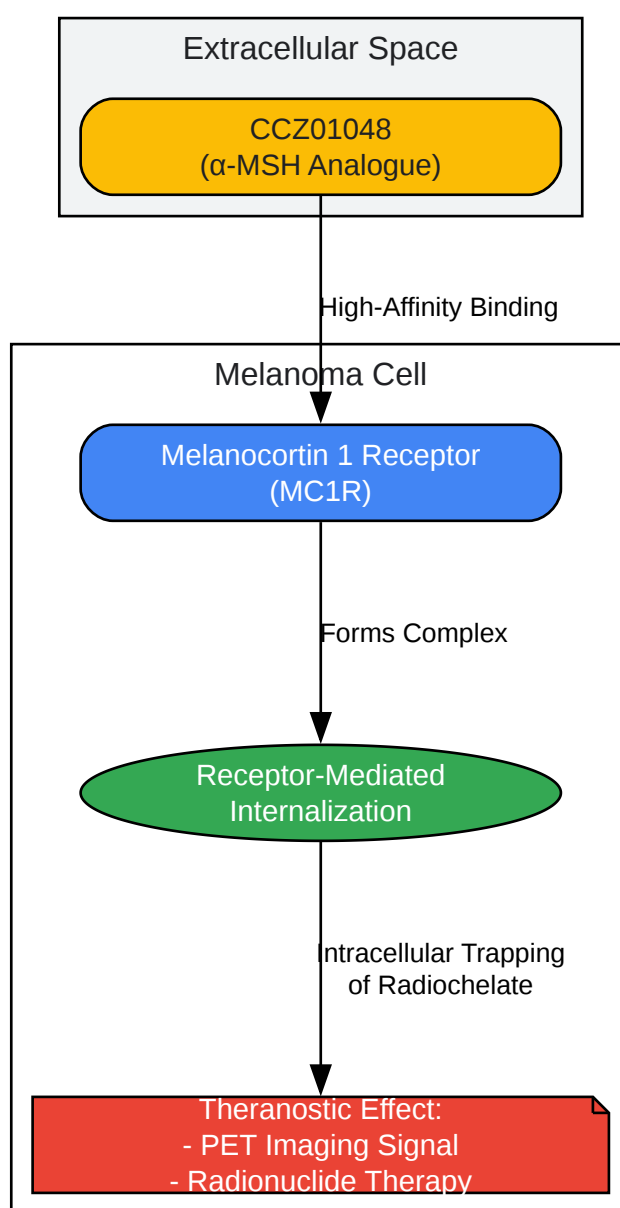 Extracellular Space
CCZ01048
(α-MSH Analogue)
High-Affinity Binding
Melanoma Cell
Melanocortin 1 Receptor
(MC1R)
Forms Complex
Receptor-Mediated
Internalization
Intracellular Trapping
of Radiochelate
Theranostic Effect:
- PET Imaging Signal
- Radionuclide Therapy